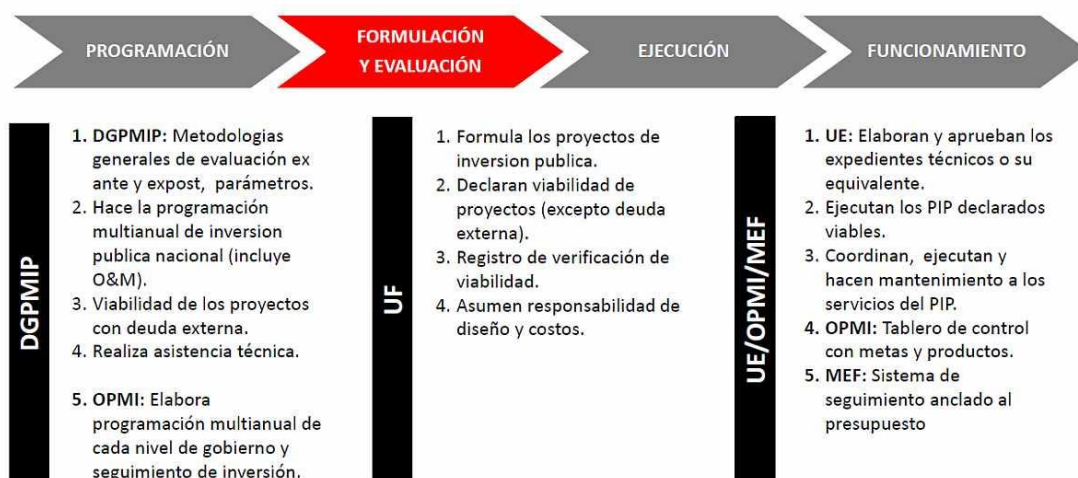 PROGRAMACIÓN
FORMULACIÓN
Y EVALUACIÓN
EJECUCIÓN
FUNCIONAMIENTO
DGPMIP
1. DGPMIP: Metodologias
generales de evaluación ex
ante y expost, parámetros.
2. Hace la programación
multianual de inversion
publica nacional (incluye
O&M).
3. Viabilidad de los proyectos
con deuda externa.
4. Realiza asistencia técnica.
5. OPMI: Elabora
programación multianual de
cada nivel de gobierno y
seguimiento de inversión.
UF
1. Formula los proyectos de
inversion publica.
2. Declaran viabilidad de
proyectos (excepto deuda
externa).
3. Registro de verificación de
viabilidad.
4. Asumen responsabilidad de
diseño y costos.
UE/OPMI/MEF
1. UE: Elaboran y aprueban los
expedientes técnicos o su
equivalente.
2. Ejecutan los PIP declarados
viables.
3. Coordinan, ejecutan y
hacen mantenimiento a los
servicios del PIP.
4. OPMI: Tablero de control
con metas y productos.
5. MEF: Sistema de
seguimiento anclado al
presupuesto